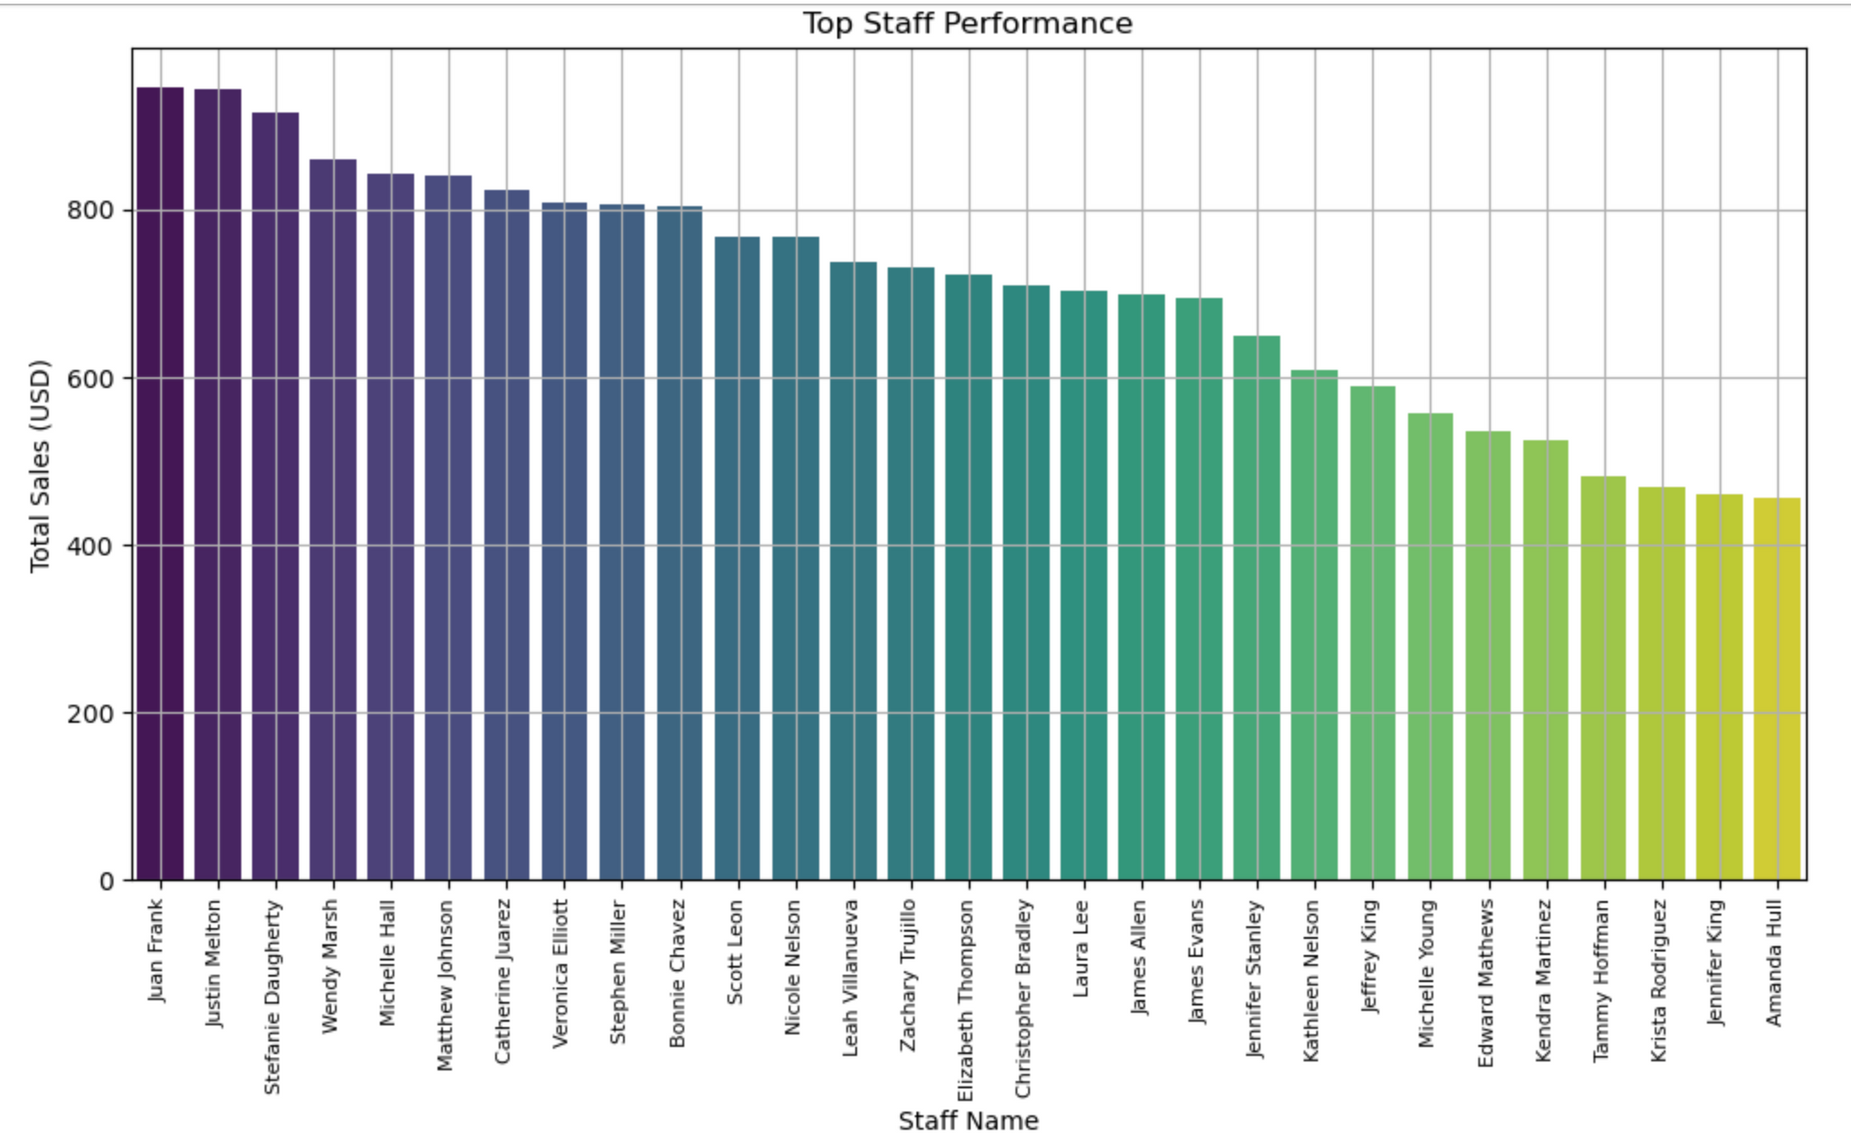 Top Staff Performance
Total Sales (USD)
800
600
400
200
0
Juan Frank
Justin Melton
Stefanie Daugherty
Wendy Marsh
Michelle Hall
Matthew Johnson
Catherine Juarez
Veronica Elliott
Stephen Miller
Bonnie Chavez
Scott Leon
Nicole Nelson
Leah Villanueva
Zachary Trujillo
Elizabeth Thompson
Christopher Bradley
Laura Lee
James Allen
James Evans
Jennifer Stanley
Kathleen Nelson
Jeffrey King
Michelle Young
Edward Mathews
Kendra Martinez
Tammy Hoffman
Krista Rodriguez
Jennifer King
Amanda Hull
Staff Name